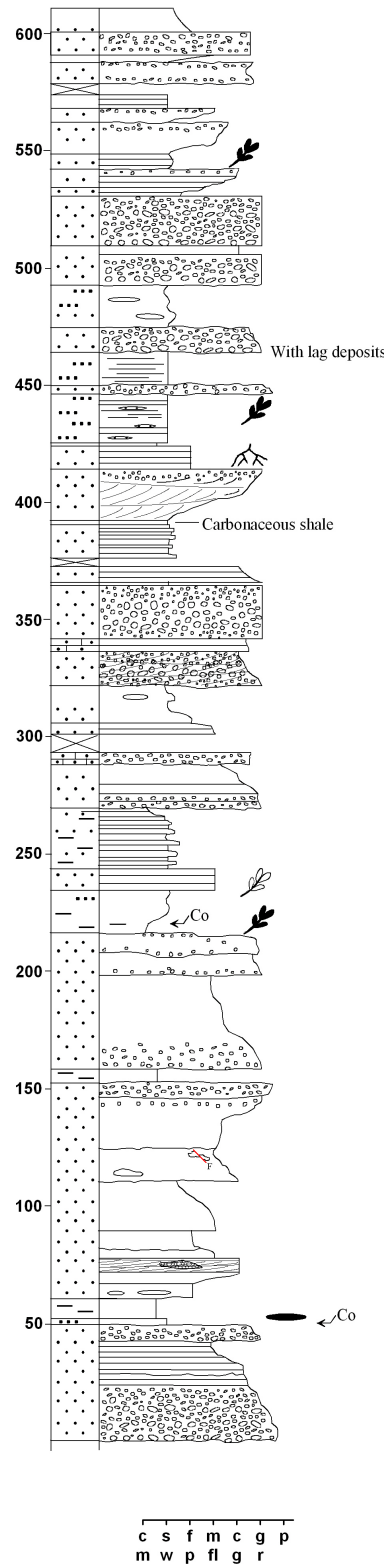 600
550
500
With lag deposits
450
400
Carbonaceous shale
350
300
250
Co
200
150
F
100
50
Co
c s f m c g p
m w p fl g r